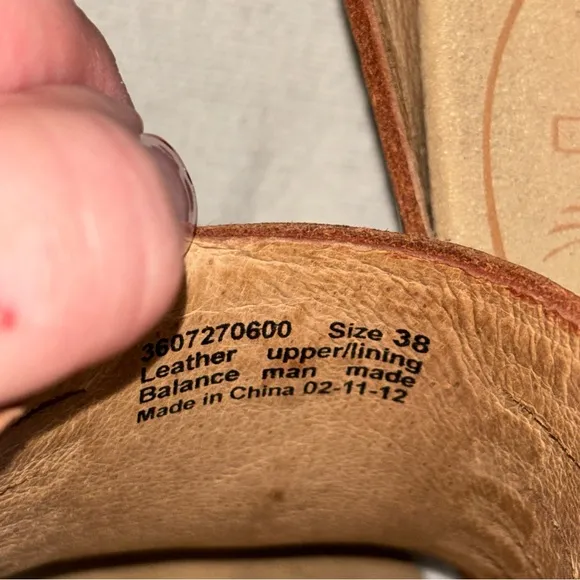 3607270600 Size 38
Leather upper/lining
Balance man made
Made in China 02-11-12